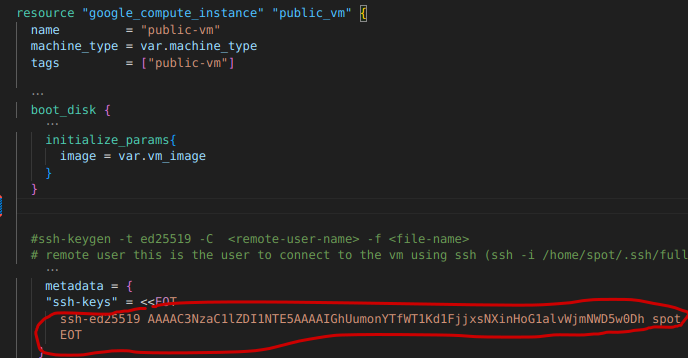 resource "google_compute_instance" "public_vm" {
name = "public-vm"
machine_type = var.machine_type
tags = ["public-vm"]
...
boot_disk {
...
initialize_params{
image = var.vm_image
}
}
#ssh-keygen -t ed25519 -C <remote-user-name> -f <file-name>
# remote user this is the user to connect to the vm using ssh (ssh -i /home/spot/.ssh/full
...
metadata = {
"ssh-keys" = <<EOT
ssh-ed25519 AAAAC3NzaC1lZDI1NTE5AAAAIGhUumonYTfWT1Kd1FjjxsNXinHoG1alvWjmNWD5w0Dh spot
EOT
}